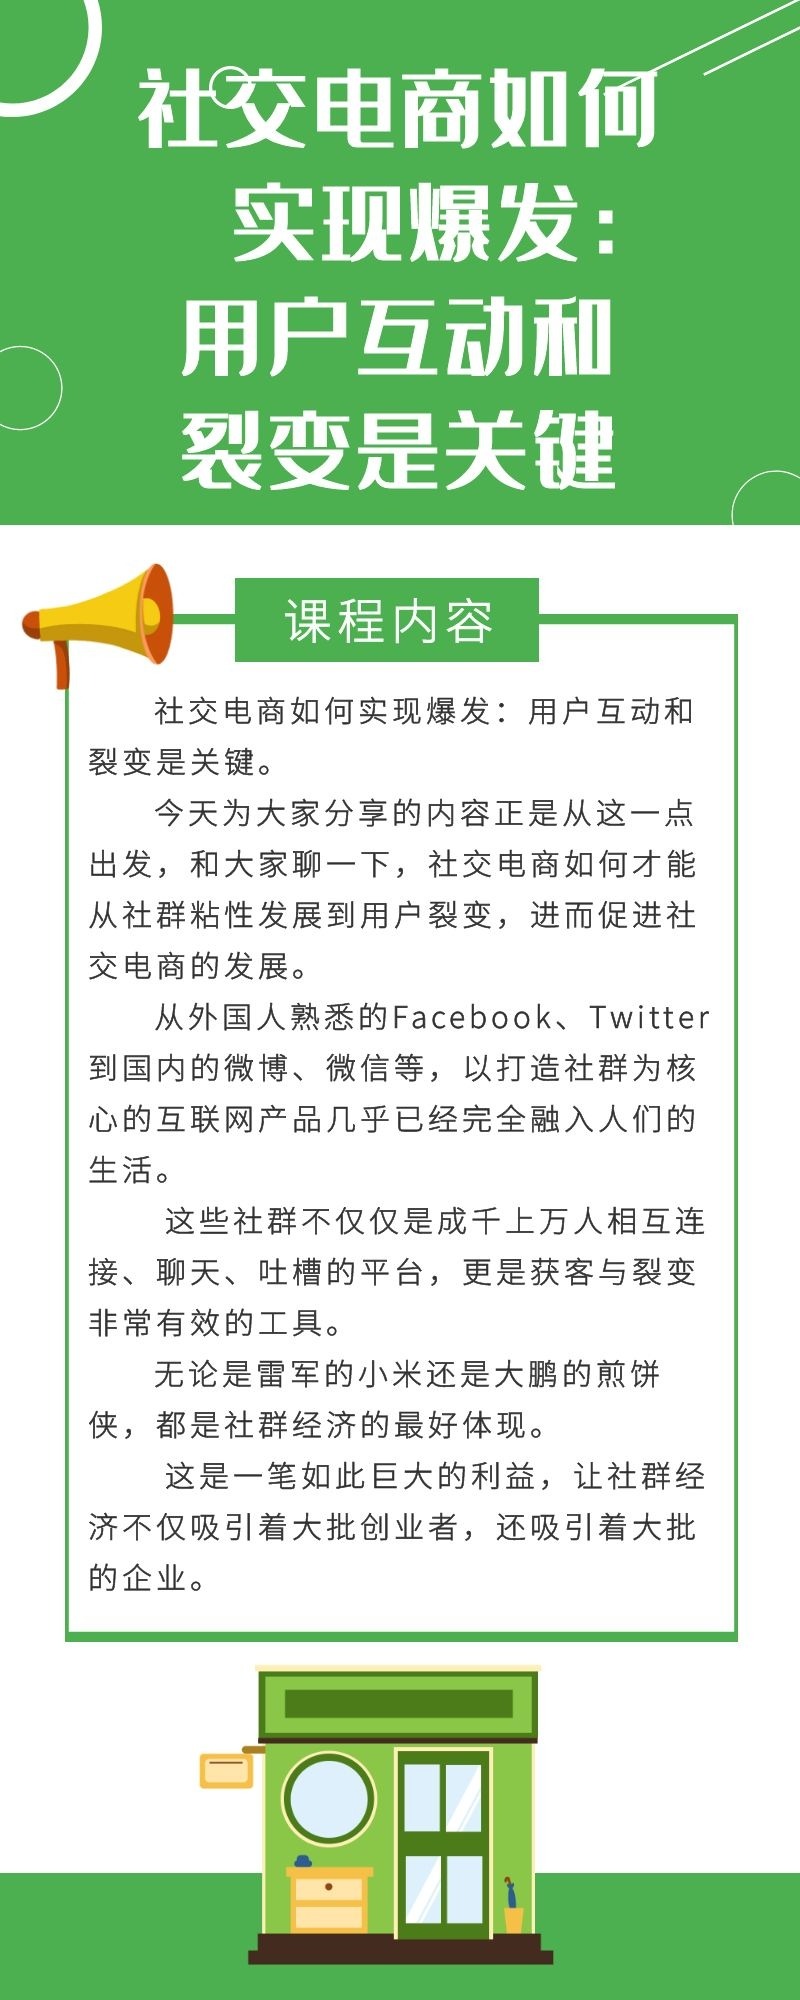 社交电商如何
实现爆发：
用户互动和
裂变是关键
课程内容
社交电商如何实现爆发：用户互动和
裂变是关键。
今天为大家分享的内容正是从这一点
出发，和大家聊一下，社交电商如何才能
从社群粘性发展到用户裂变，进而促进社
交电商的发展。
从外国人熟悉的Facebook、Twitter
到国内的微博、微信等，以打造社群为核
心的互联网产品几乎已经完全融入人们的
生活。
这些社群不仅仅是成千上万人相互连
接、聊天、吐槽的平台，更是获客与裂变
非常有效的工具。
无论是雷军的小米还是大鹏的煎饼
侠，都是社群经济的最好体现。
这是一笔如此巨大的利益，让社群经
济不仅吸引着大批创业者，还吸引着大批
的企业。